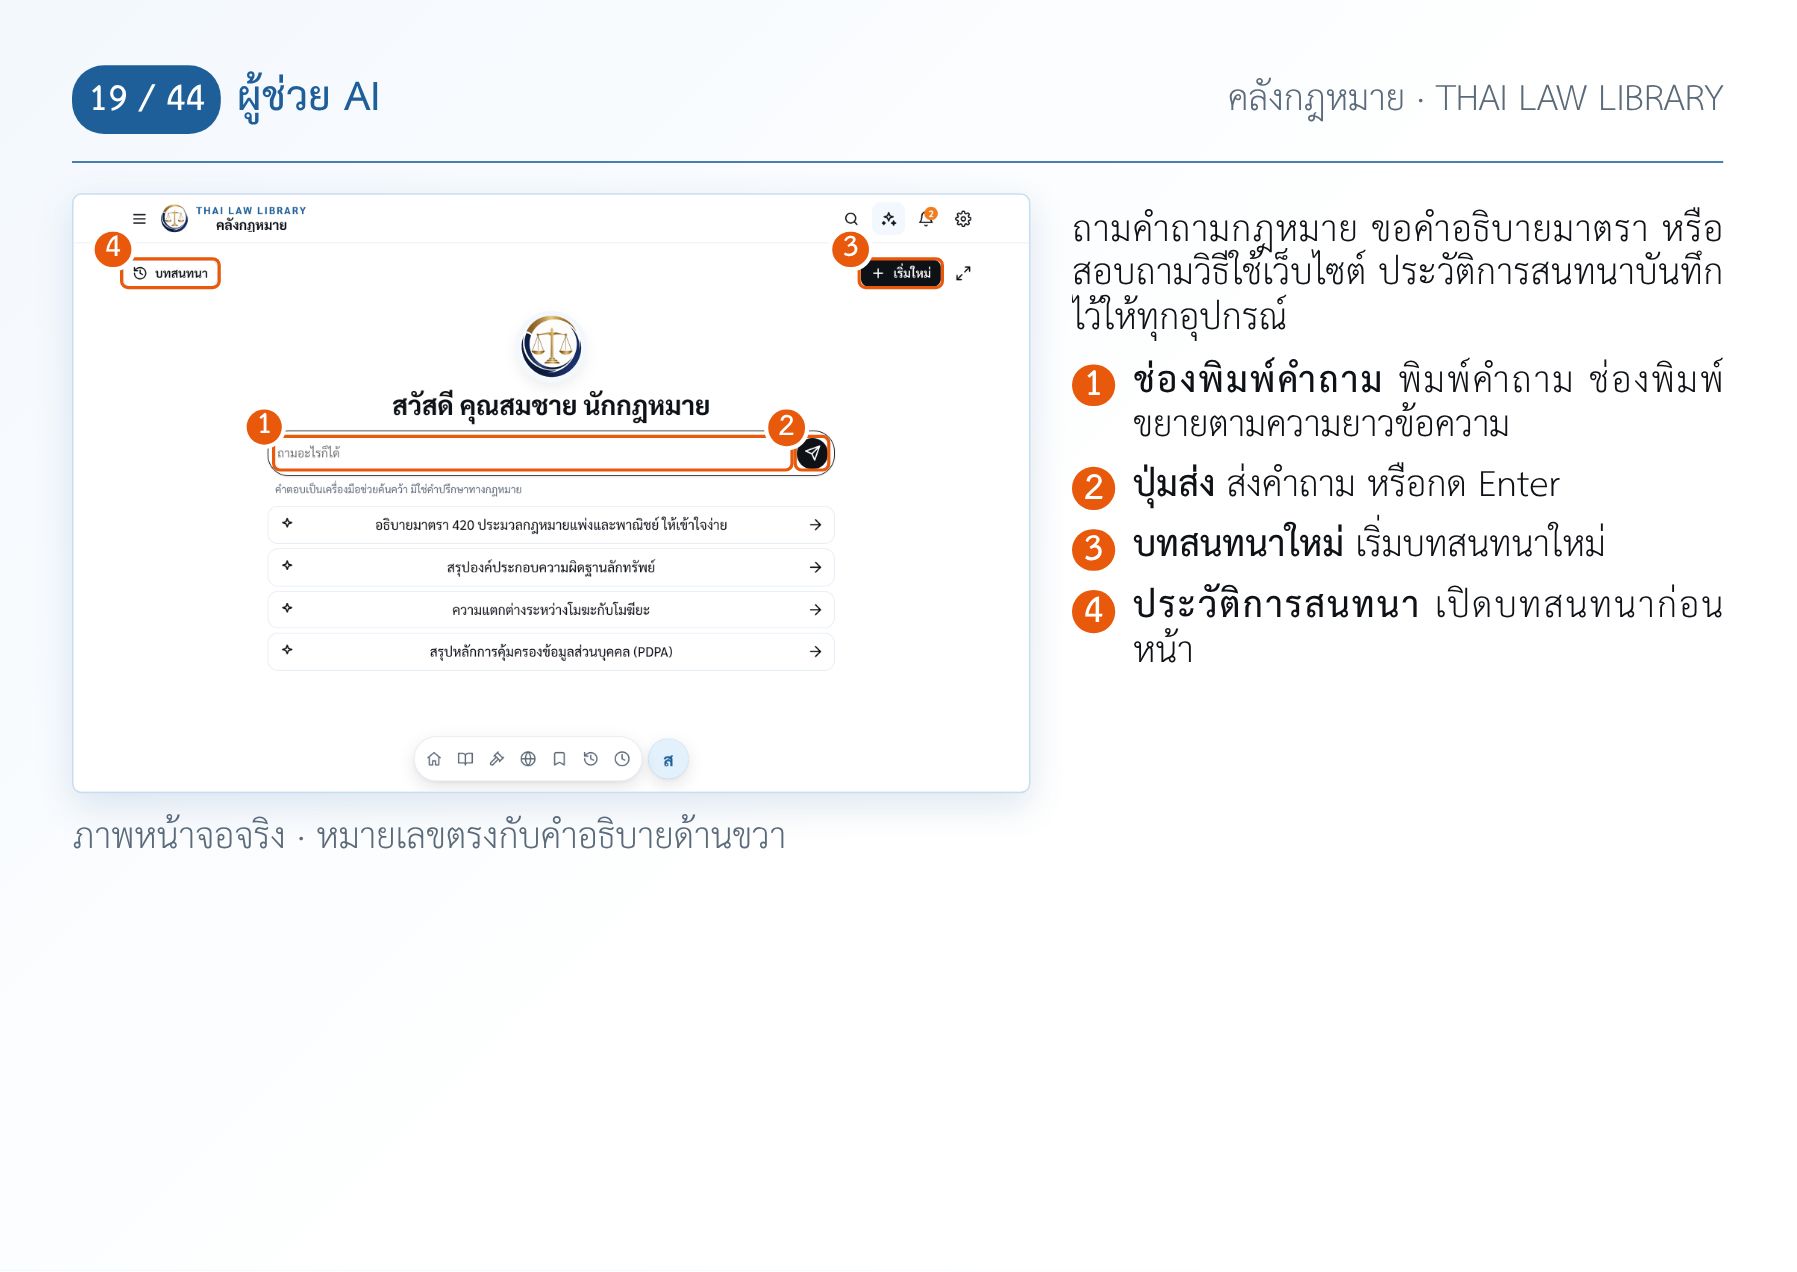 19 / 44 ผู้ช่วย AI
คลังกฎหมาย · THAI LAW LIBRARY
THAI LAW LIBRARY
คลังกฎหมาย
2
4
บทสนทนา
3
เริ่มใหม่
สวัสดี คุณสมชาย นักกฎหมาย
1
2
ถามอะไรก็ได้
คำตอบเป็นเครื่องมือช่วยค้นคว้า มิใช่คำปรึกษาทางกฎหมาย
อธิบายมาตรา 420 ประมวลกฎหมายแพ่งและพาณิชย์ ให้เข้าใจง่าย
สรุปองค์ประกอบความผิดฐานลักทรัพย์
ความแตกต่างระหว่างโมฆะกับโมฆียะ
สรุปหลักการคุ้มครองข้อมูลส่วนบุคคล (PDPA)
ส
ภาพหน้าจอจริง · หมายเลขตรงกับคำอธิบายด้านขวา
ถามคำถามกฎหมาย ขอคำอธิบายมาตรา หรือ
สอบถามวิธีใช้เว็บไซต์ ประวัติการสนทนาบันทึก
ไว้ให้ทุกอุปกรณ์
1 ช่องพิมพ์คำถาม พิมพ์คำถาม ช่องพิมพ์
ขยายตามความยาวข้อความ
2 ปุ่มส่ง ส่งคำถาม หรือกด Enter
3 บทสนทนาใหม่ เริ่มบทสนทนาใหม่
4 ประวัติการสนทนา เปิดบทสนทนาก่อน
หน้า